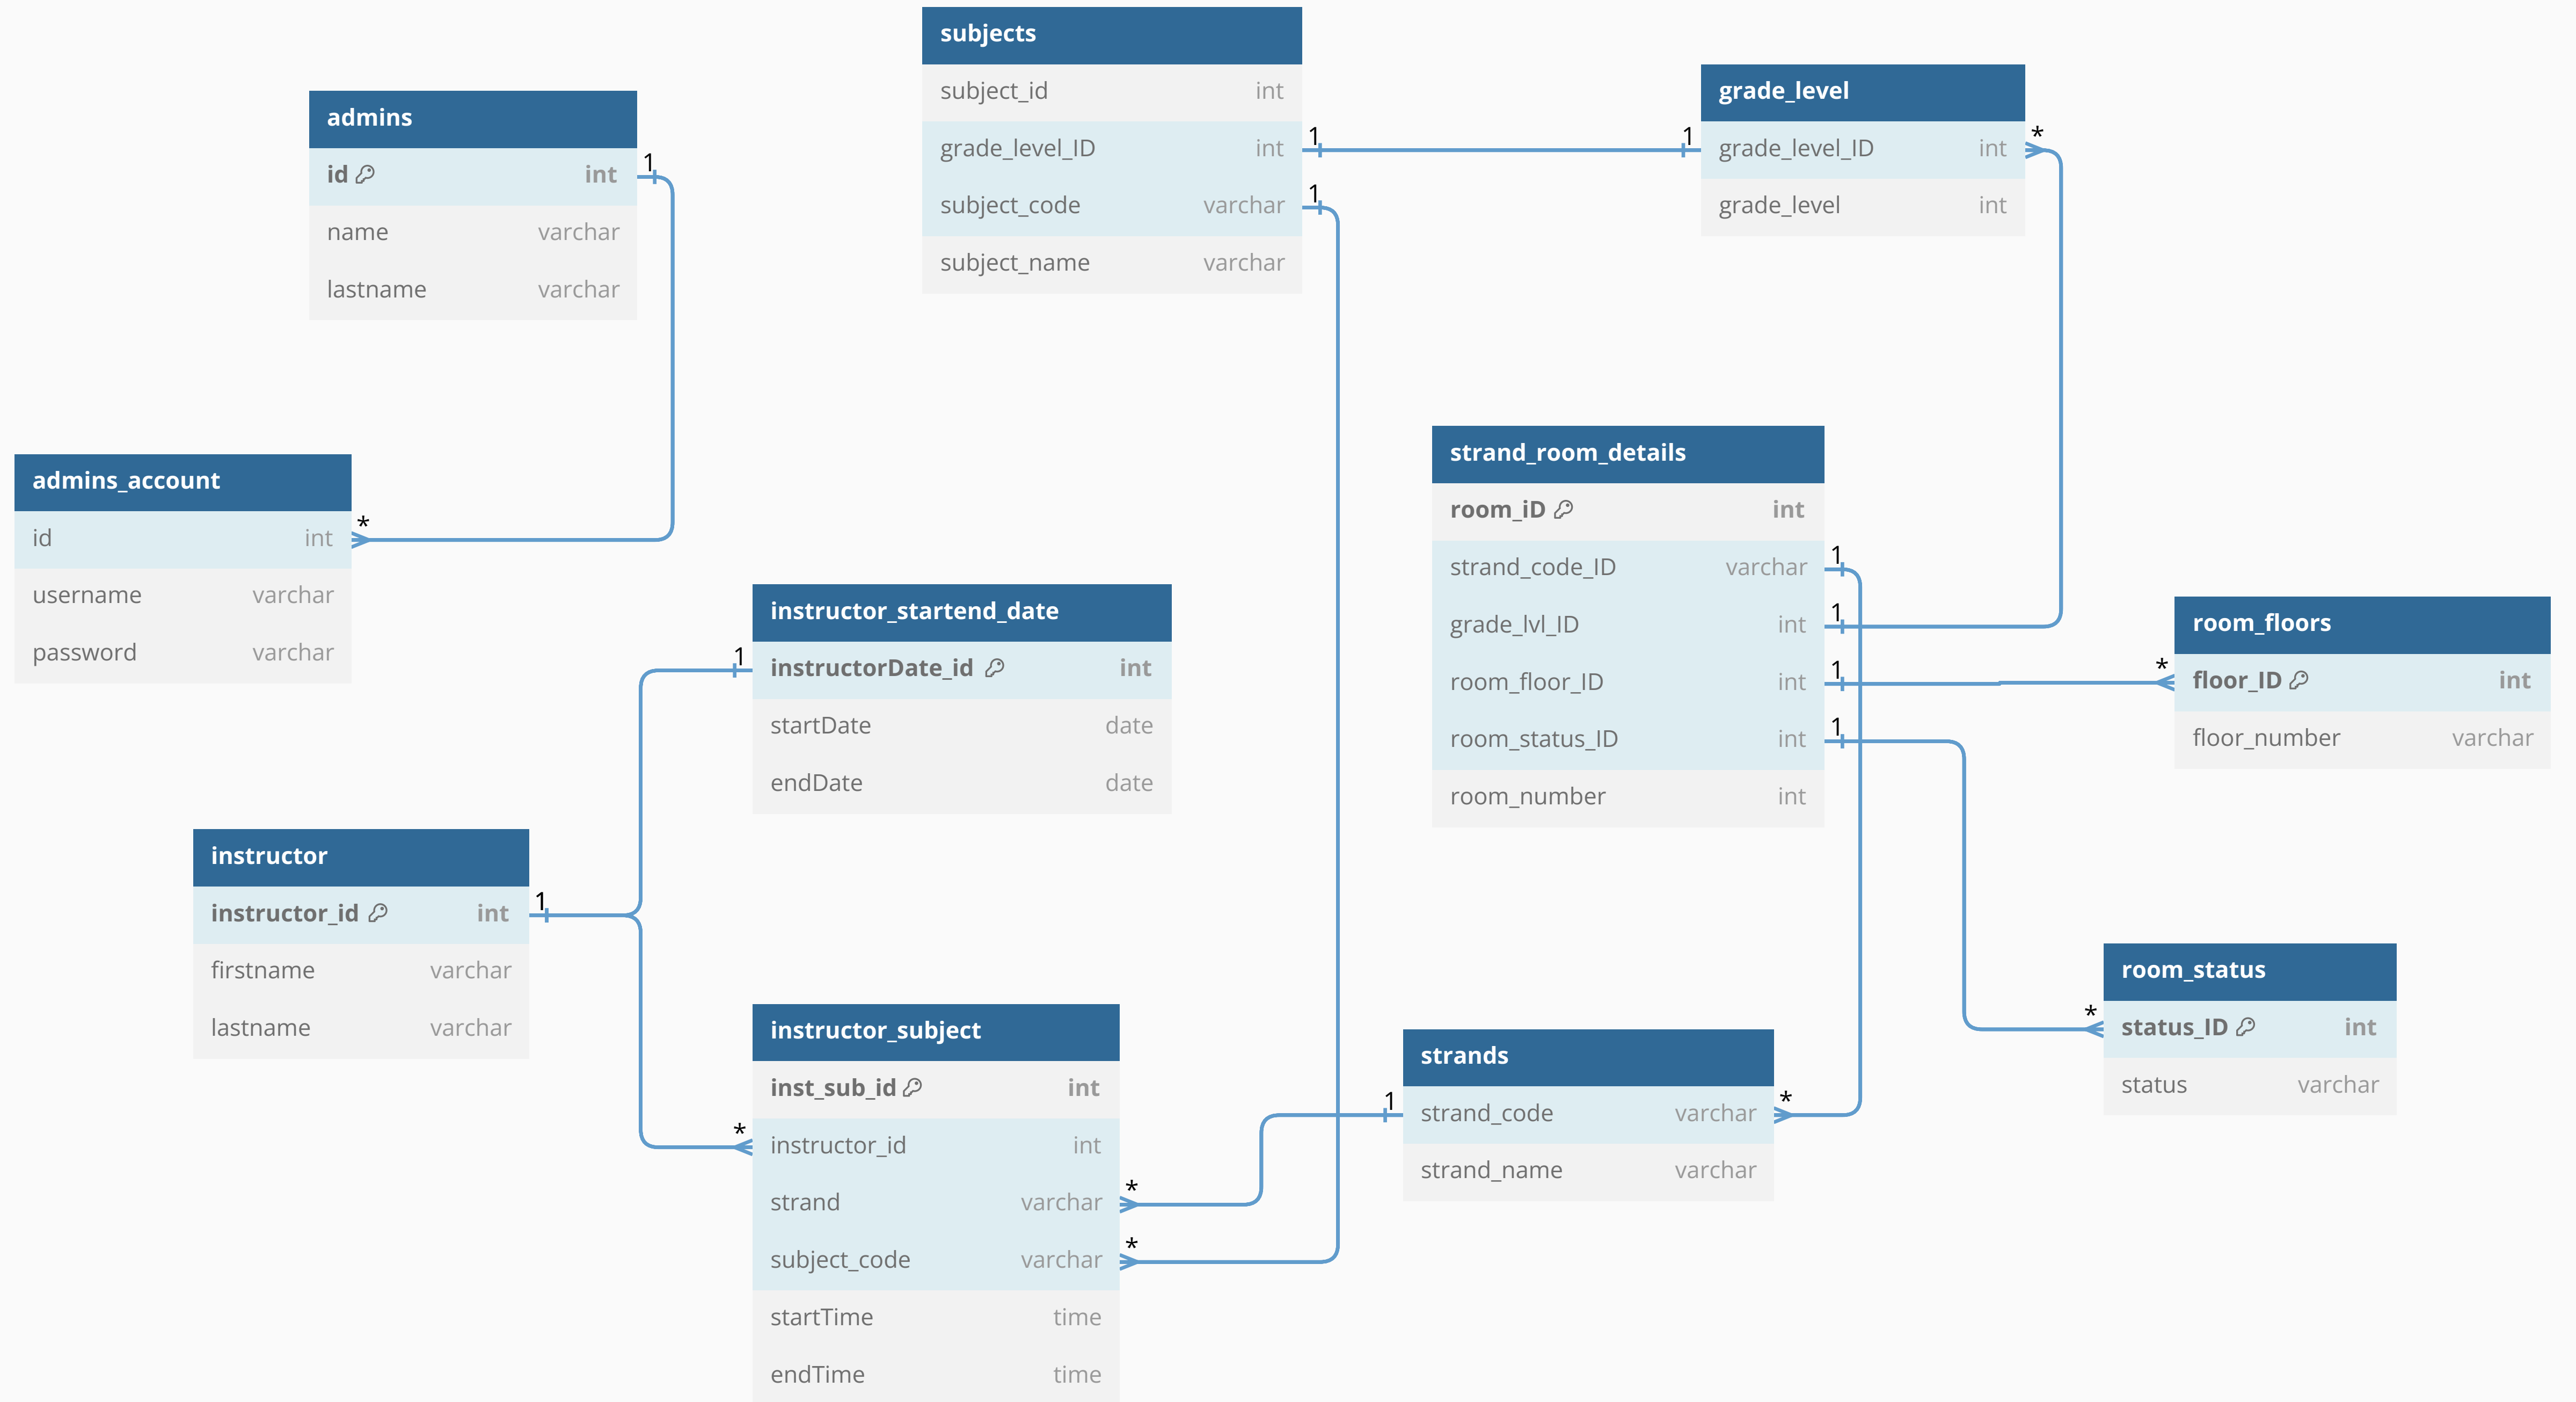 subjects
subject_id int
grade_level_ID int
subject_code varchar
subject_name varchar
1
1
grade_level
grade_level_ID int
grade_level int
1
*
admins
id int
name varchar
lastname varchar
1
admins_account
id int
username varchar
password varchar
*
strand_room_details
room_iD int
strand_code_ID varchar
grade_lvl_ID int
room_floor_ID int
room_status_ID int
room_number int
1
1
1
1
instructor_startend_date
instructorDate_id int
startDate date
endDate date
1
room_floors
floor_ID int
floor_number varchar
*
instructor
instructor_id int
firstname varchar
lastname varchar
1
room_status
status_ID int
status varchar
*
instructor_subject
inst_sub_id int
instructor_id int
strand varchar
subject_code varchar
startTime time
endTime time
*
*
*
strands
strand_code varchar
strand_name varchar
1
*